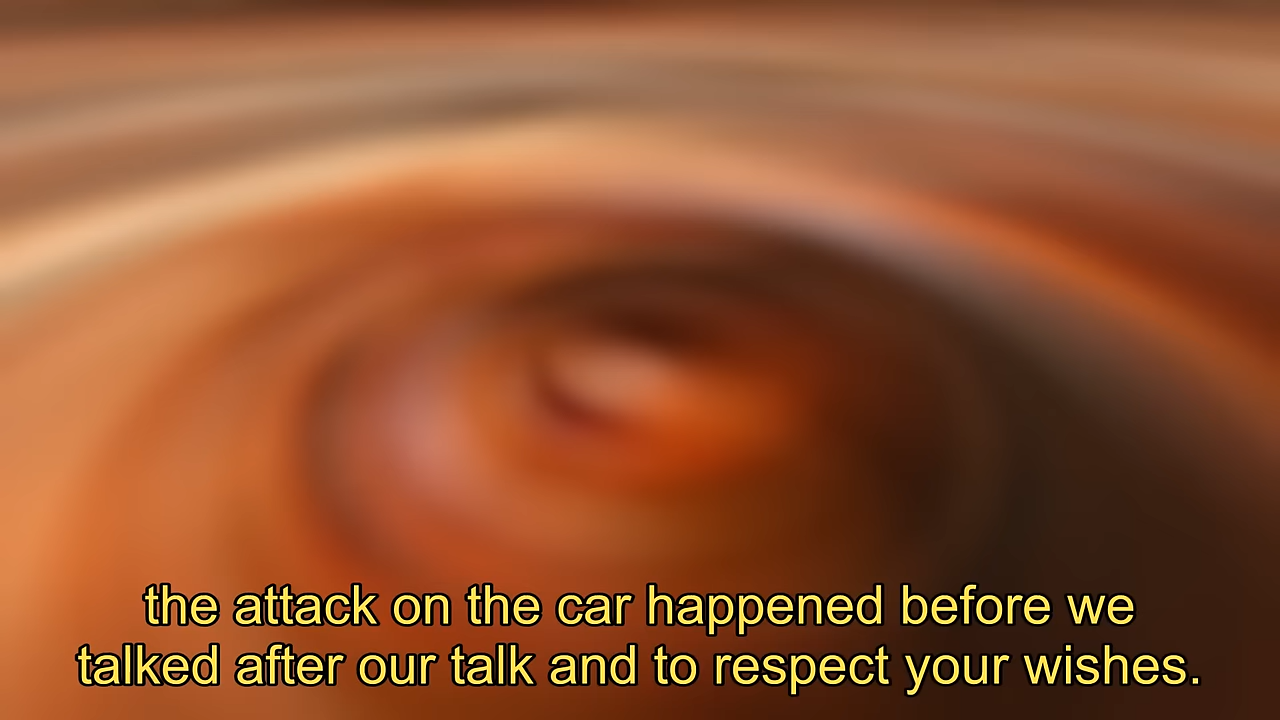 the attack on the car happened before we
talked after our talk and to respect your wishes.